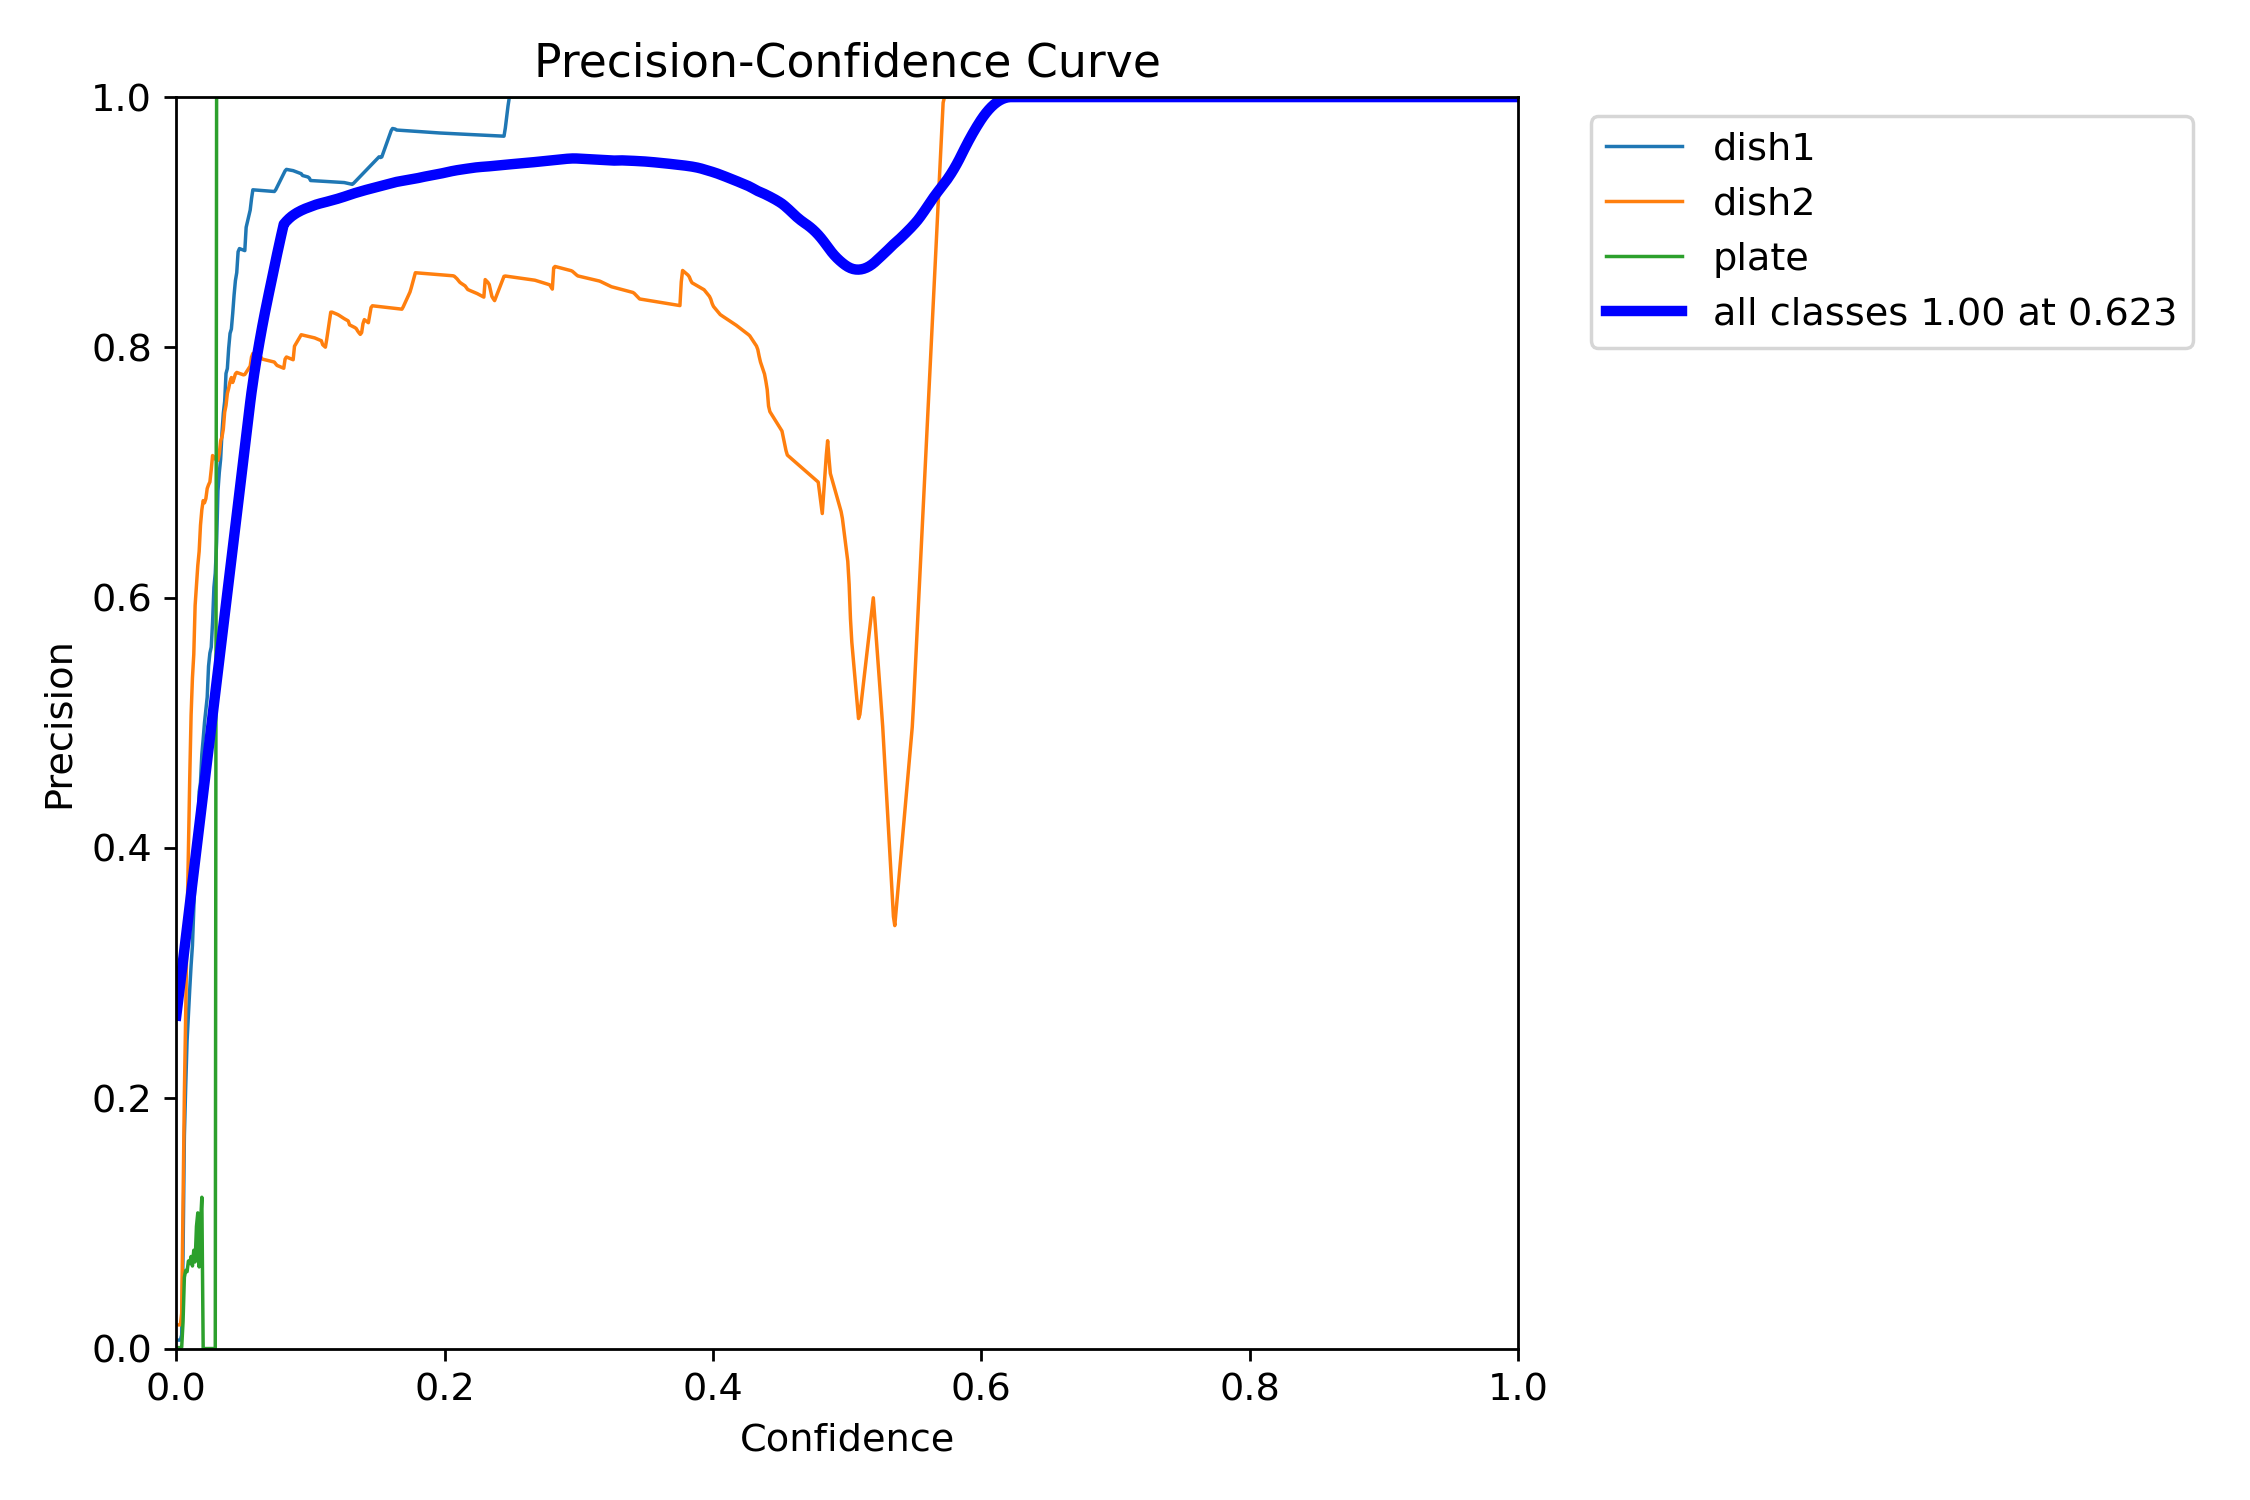 Precision-Confidence Curve
1.0
0.8
0.6
0.4
0.2
0.0
Precision
0.0 0.2 0.4 0.6 0.8 1.0
Confidence
dish1
dish2
plate
all classes 1.00 at 0.623